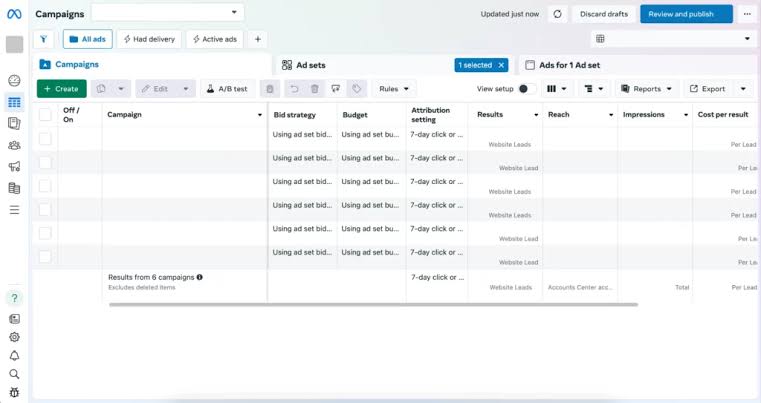 Campaigns
Updated just now
Discard drafts
Review and publish
All ads
Had delivery
Active ads
Campaigns
Ad sets
1 selected
Ads for 1 Ad set
Create
Edit
A/B test
Rules
View setup
Reports
Export
Off / On
Campaign
Bid strategy
Budget
Attribution setting
Results
Reach
Impressions
Cost per result
Using ad set bid... Using ad set bu... 7-day click or ...
Website Leads Per Lead
Using ad set bid... Using ad set bu... 7-day click or ...
Website Lead Per Lea
Using ad set bid... Using ad set bu... 7-day click or ...
Website Leads Per Lead
Using ad set bid... Using ad set bu... 7-day click or ...
Website Leads Per Lead
Using ad set bid... Using ad set bu... 7-day click or ...
Website Lead Per Lea
Using ad set bid... Using ad set bu... 7-day click or ...
Website Lead Per Lea
Results from 6 campaigns 7-day click or ...
Excludes deleted items Website Leads Accounts Center acc... Total Per Lead